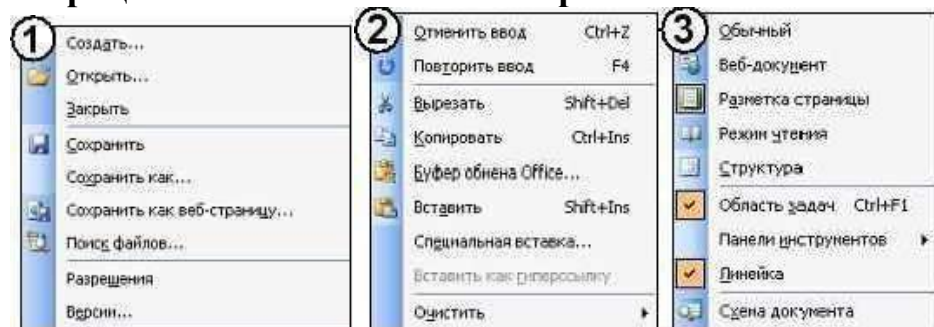 1
Создать...
Открыть...
Закрыть
Сохранить
Сохранить как...
Сохранить как веб-страницу...
Поиск файлов...
Разрешения
Версии...
2
Отменить ввод Ctrl+Z
Повторить ввод F4
Вырезать Shift+Del
Копировать Ctrl+Ins
Буфер обмена Office...
Вставить Shift+Ins
Специальная вставка...
Вставить как гиперссылку
Очистить
3
Обычный
Веб-документ
Разметка страницы
Режим чтения
Структура
Область задач Ctrl+F1
Панели инструментов
Линейка
Схема документа